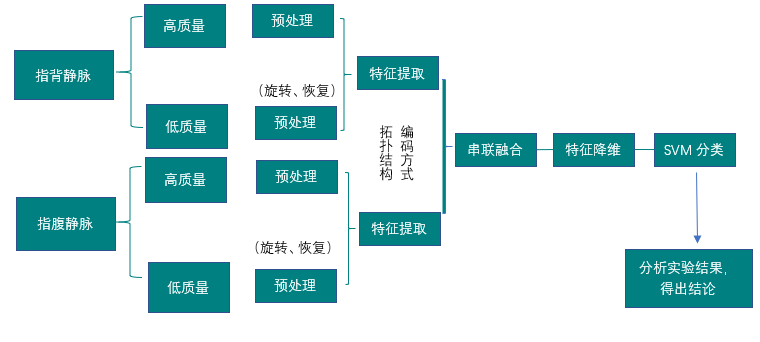 指背静脉
高质量
预处理
(旋转、恢复)
低质量
预处理
特征提取
指腹静脉
高质量
预处理
(旋转、恢复)
低质量
预处理
特征提取
编码方式
拓扑结构
串联融合
特征降维
SVM 分类
分析实验结果,
得出结论